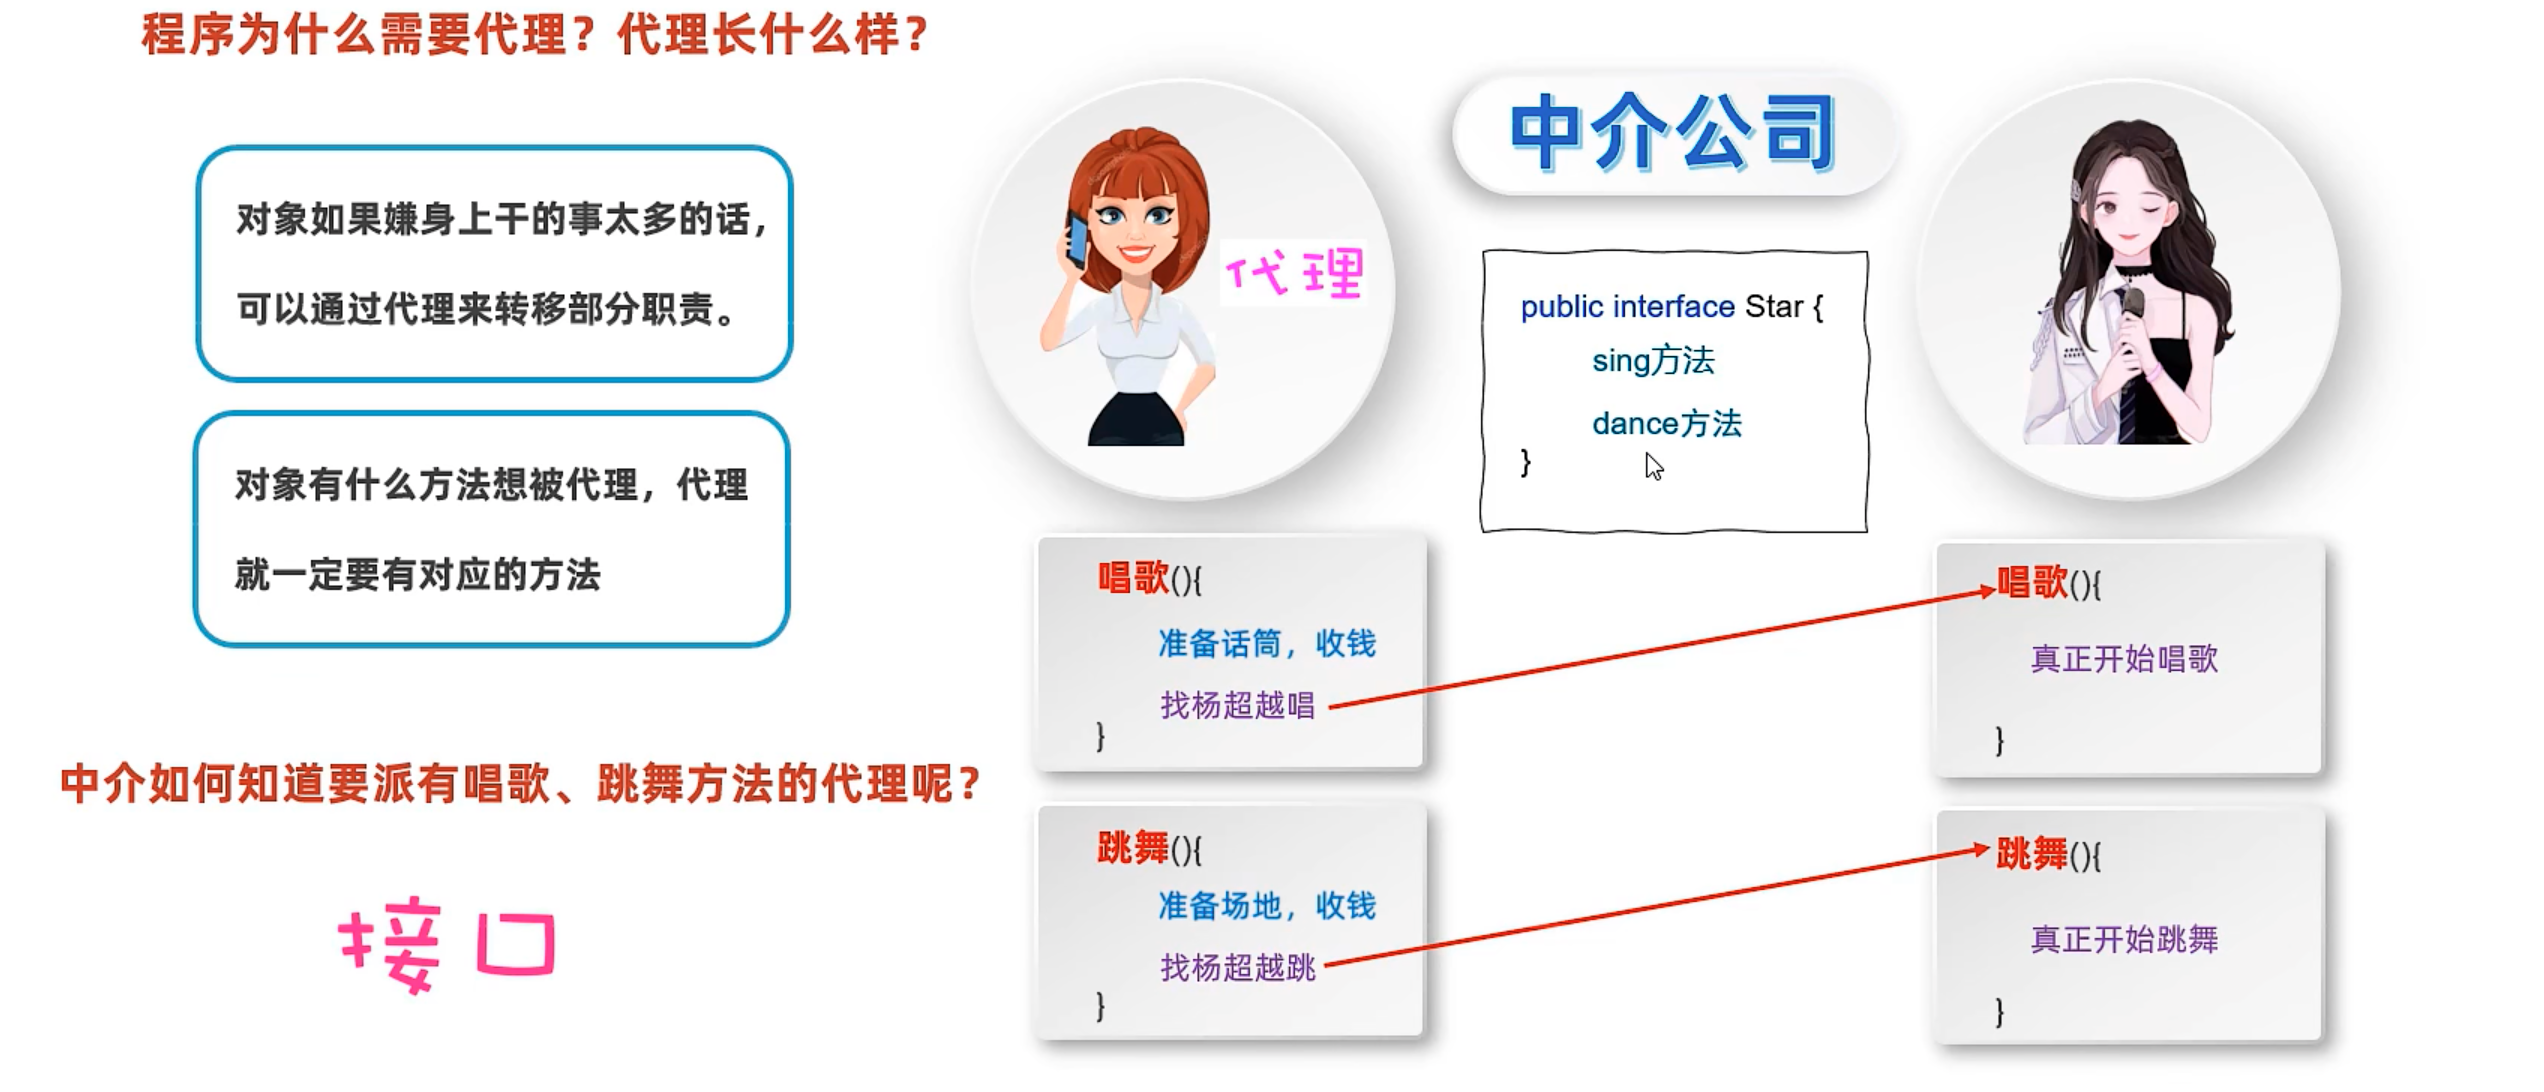 程序为什么需要代理？代理长什么样？
对象如果嫌身上干的事太多的话，
可以通过代理来转移部分职责。
对象有什么方法想被代理，代理
就一定要有对应的方法
中介如何知道要派有唱歌、跳舞方法的代理呢？
接口
代理
中介公司
public interface Star {
sing方法
dance方法
}
唱歌(){
准备话筒，收钱
找杨超越唱
}
跳舞(){
准备场地，收钱
找杨超越跳
}
唱歌(){
真正开始唱歌
}
跳舞(){
真正开始跳舞
}